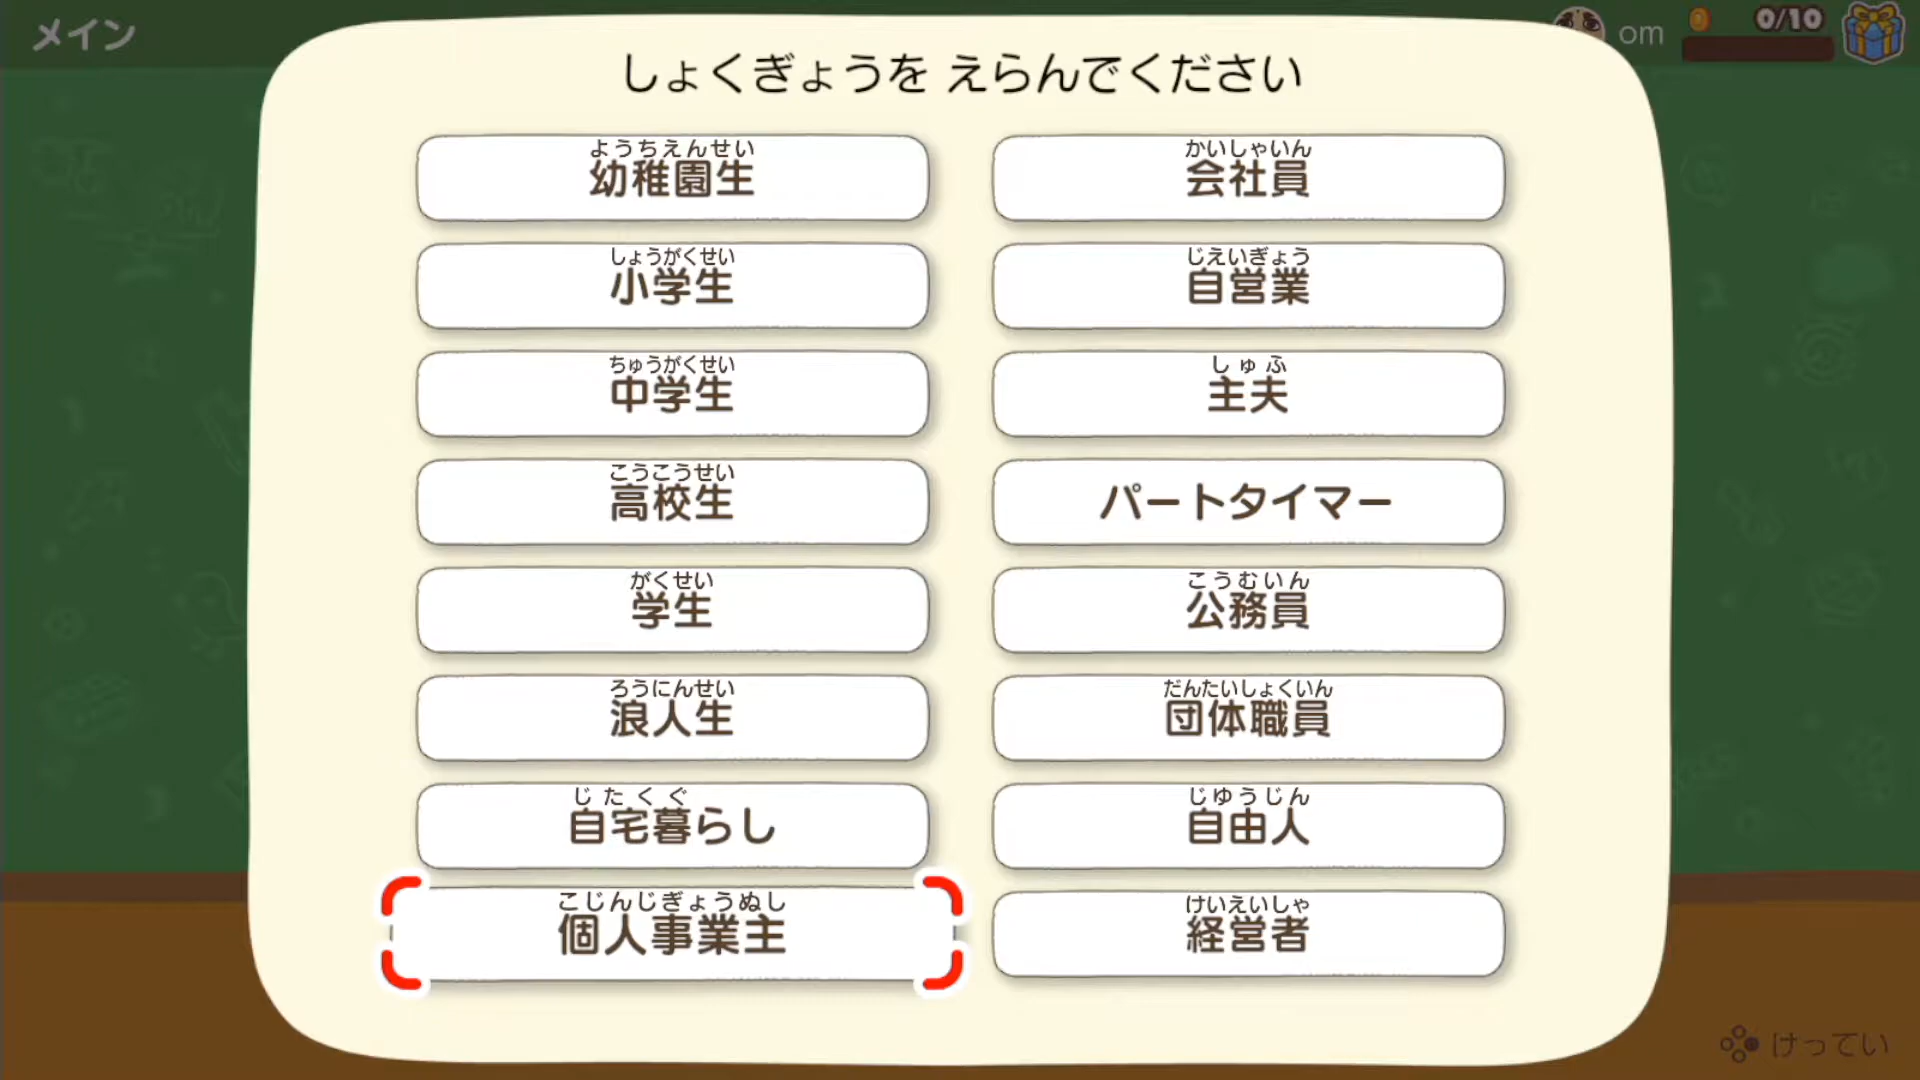 メイン
om
0/10
しょくぎょうを えらんでください
ようちえんせい
幼稚園生
かいしゃいん
会社員
しょうがくせい
小学生
じえいぎょう
自営業
ちゅうがくせい
中学生
しゅふ
主夫
こうこうせい
高校生
パートタイマー
がくせい
学生
こうむいん
公務員
ろうにんせい
浪人生
だんたいしょくいん
団体職員
じたくぐ
自宅暮らし
じゆうじん
自由人
こじんじぎょうぬし
個人事業主
けいえいしゃ
経営者
けってい